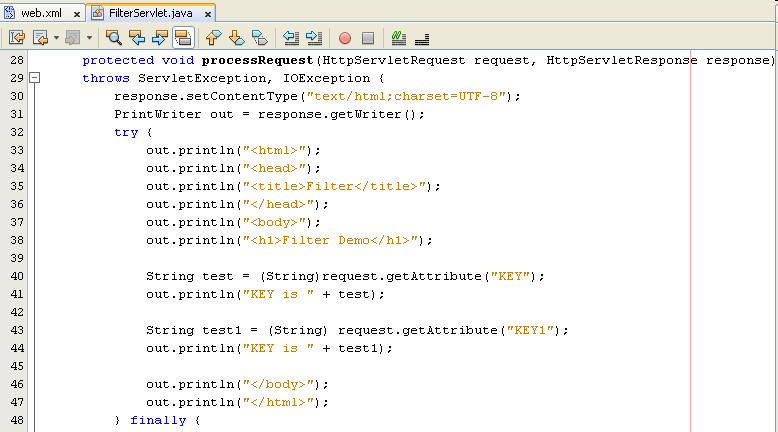 web.xml x FilterServlet.java x
28 protected void processRequest(HttpServletRequest request, HttpServletResponse response)
29 throws ServletException, IOException {
30 response.setContentType("text/html;charset=UTF-8");
31 PrintWriter out = response.getWriter();
32 try {
33 out.println("<html>");
34 out.println("<head>");
35 out.println("<title>Filter</title>");
36 out.println("</head>");
37 out.println("<body>");
38 out.println("<h1>Filter Demo</h1>");
39
40 String test = (String)request.getAttribute("KEY");
41 out.println("KEY is " + test);
42
43 String test1 = (String) request.getAttribute("KEY1");
44 out.println("KEY is " + test1);
45
46 out.println("</body>");
47 out.println("</html>");
48 } finally {